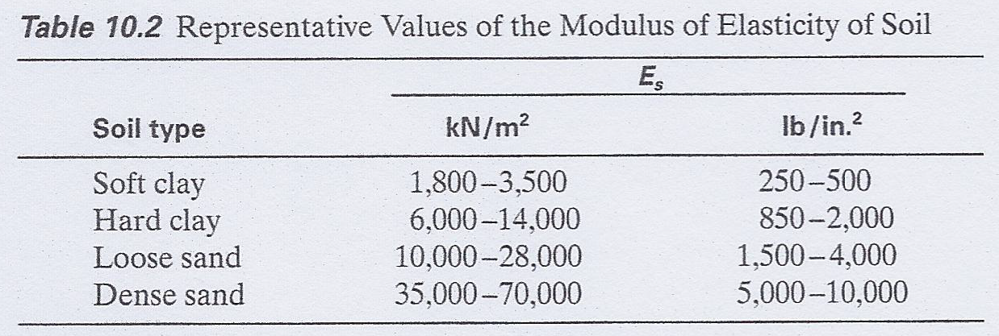 Table 10.2 Representative Values of the Modulus of Elasticity of Soil
Eₛ
Soil type kN/m² lb/in.²
Soft clay 1,800–3,500 250–500
Hard clay 6,000–14,000 850–2,000
Loose sand 10,000–28,000 1,500–4,000
Dense sand 35,000–70,000 5,000–10,000